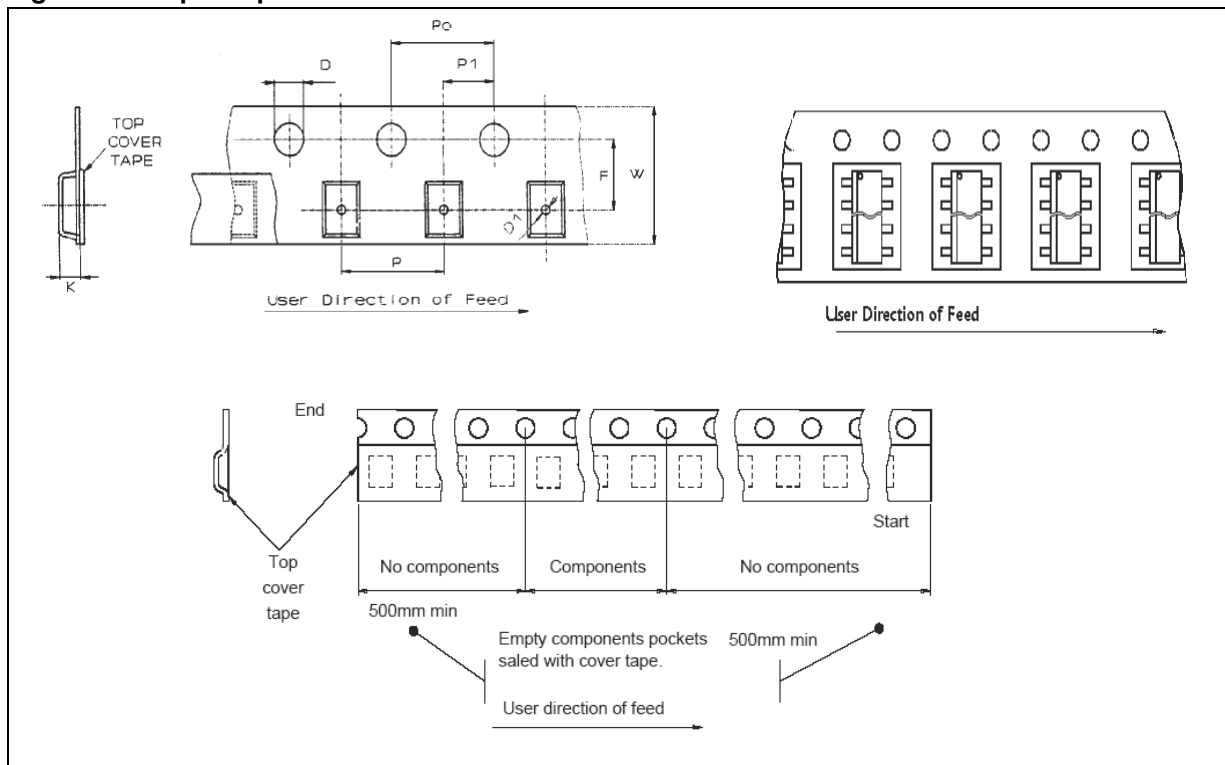 Po
D
P1
TOP
COVER
TAPE
F
W
D1
P
K
User Direction of Feed
User Direction of Feed
End
Start
Top
cover
tape
No components
Components
No components
500mm min
Empty components pockets
saled with cover tape.
500mm min
User direction of feed